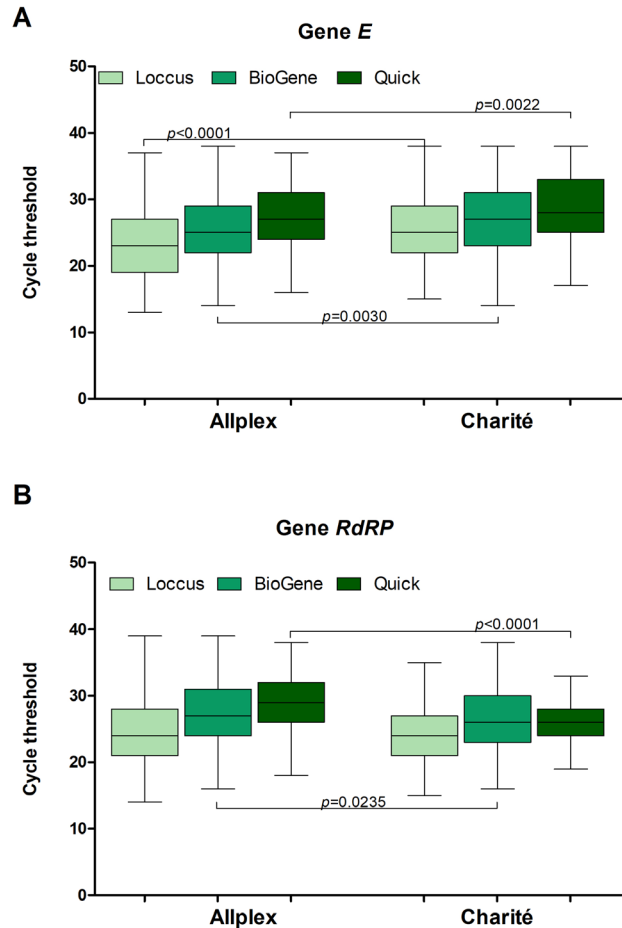 A
Gene E
50
Loccus BioGene Quick
p=0.0022
40
p<0.0001
30
Cycle threshold
20
p=0.0030
10
0
Allplex Charité
B
Gene RdRP
50
Loccus BioGene Quick
40
p<0.0001
30
Cycle threshold
20
p=0.0235
10
0
Allplex Charité